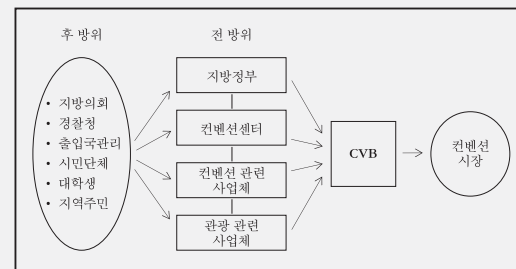 후 방위
전 방위
• 지방의회
• 경찰청
• 출입국관리
• 시민단체
• 대학생
• 지역주민
지방정부
컨벤션센터
컨벤션 관련
사업체
관광 관련
사업체
CVB
컨벤션
시장